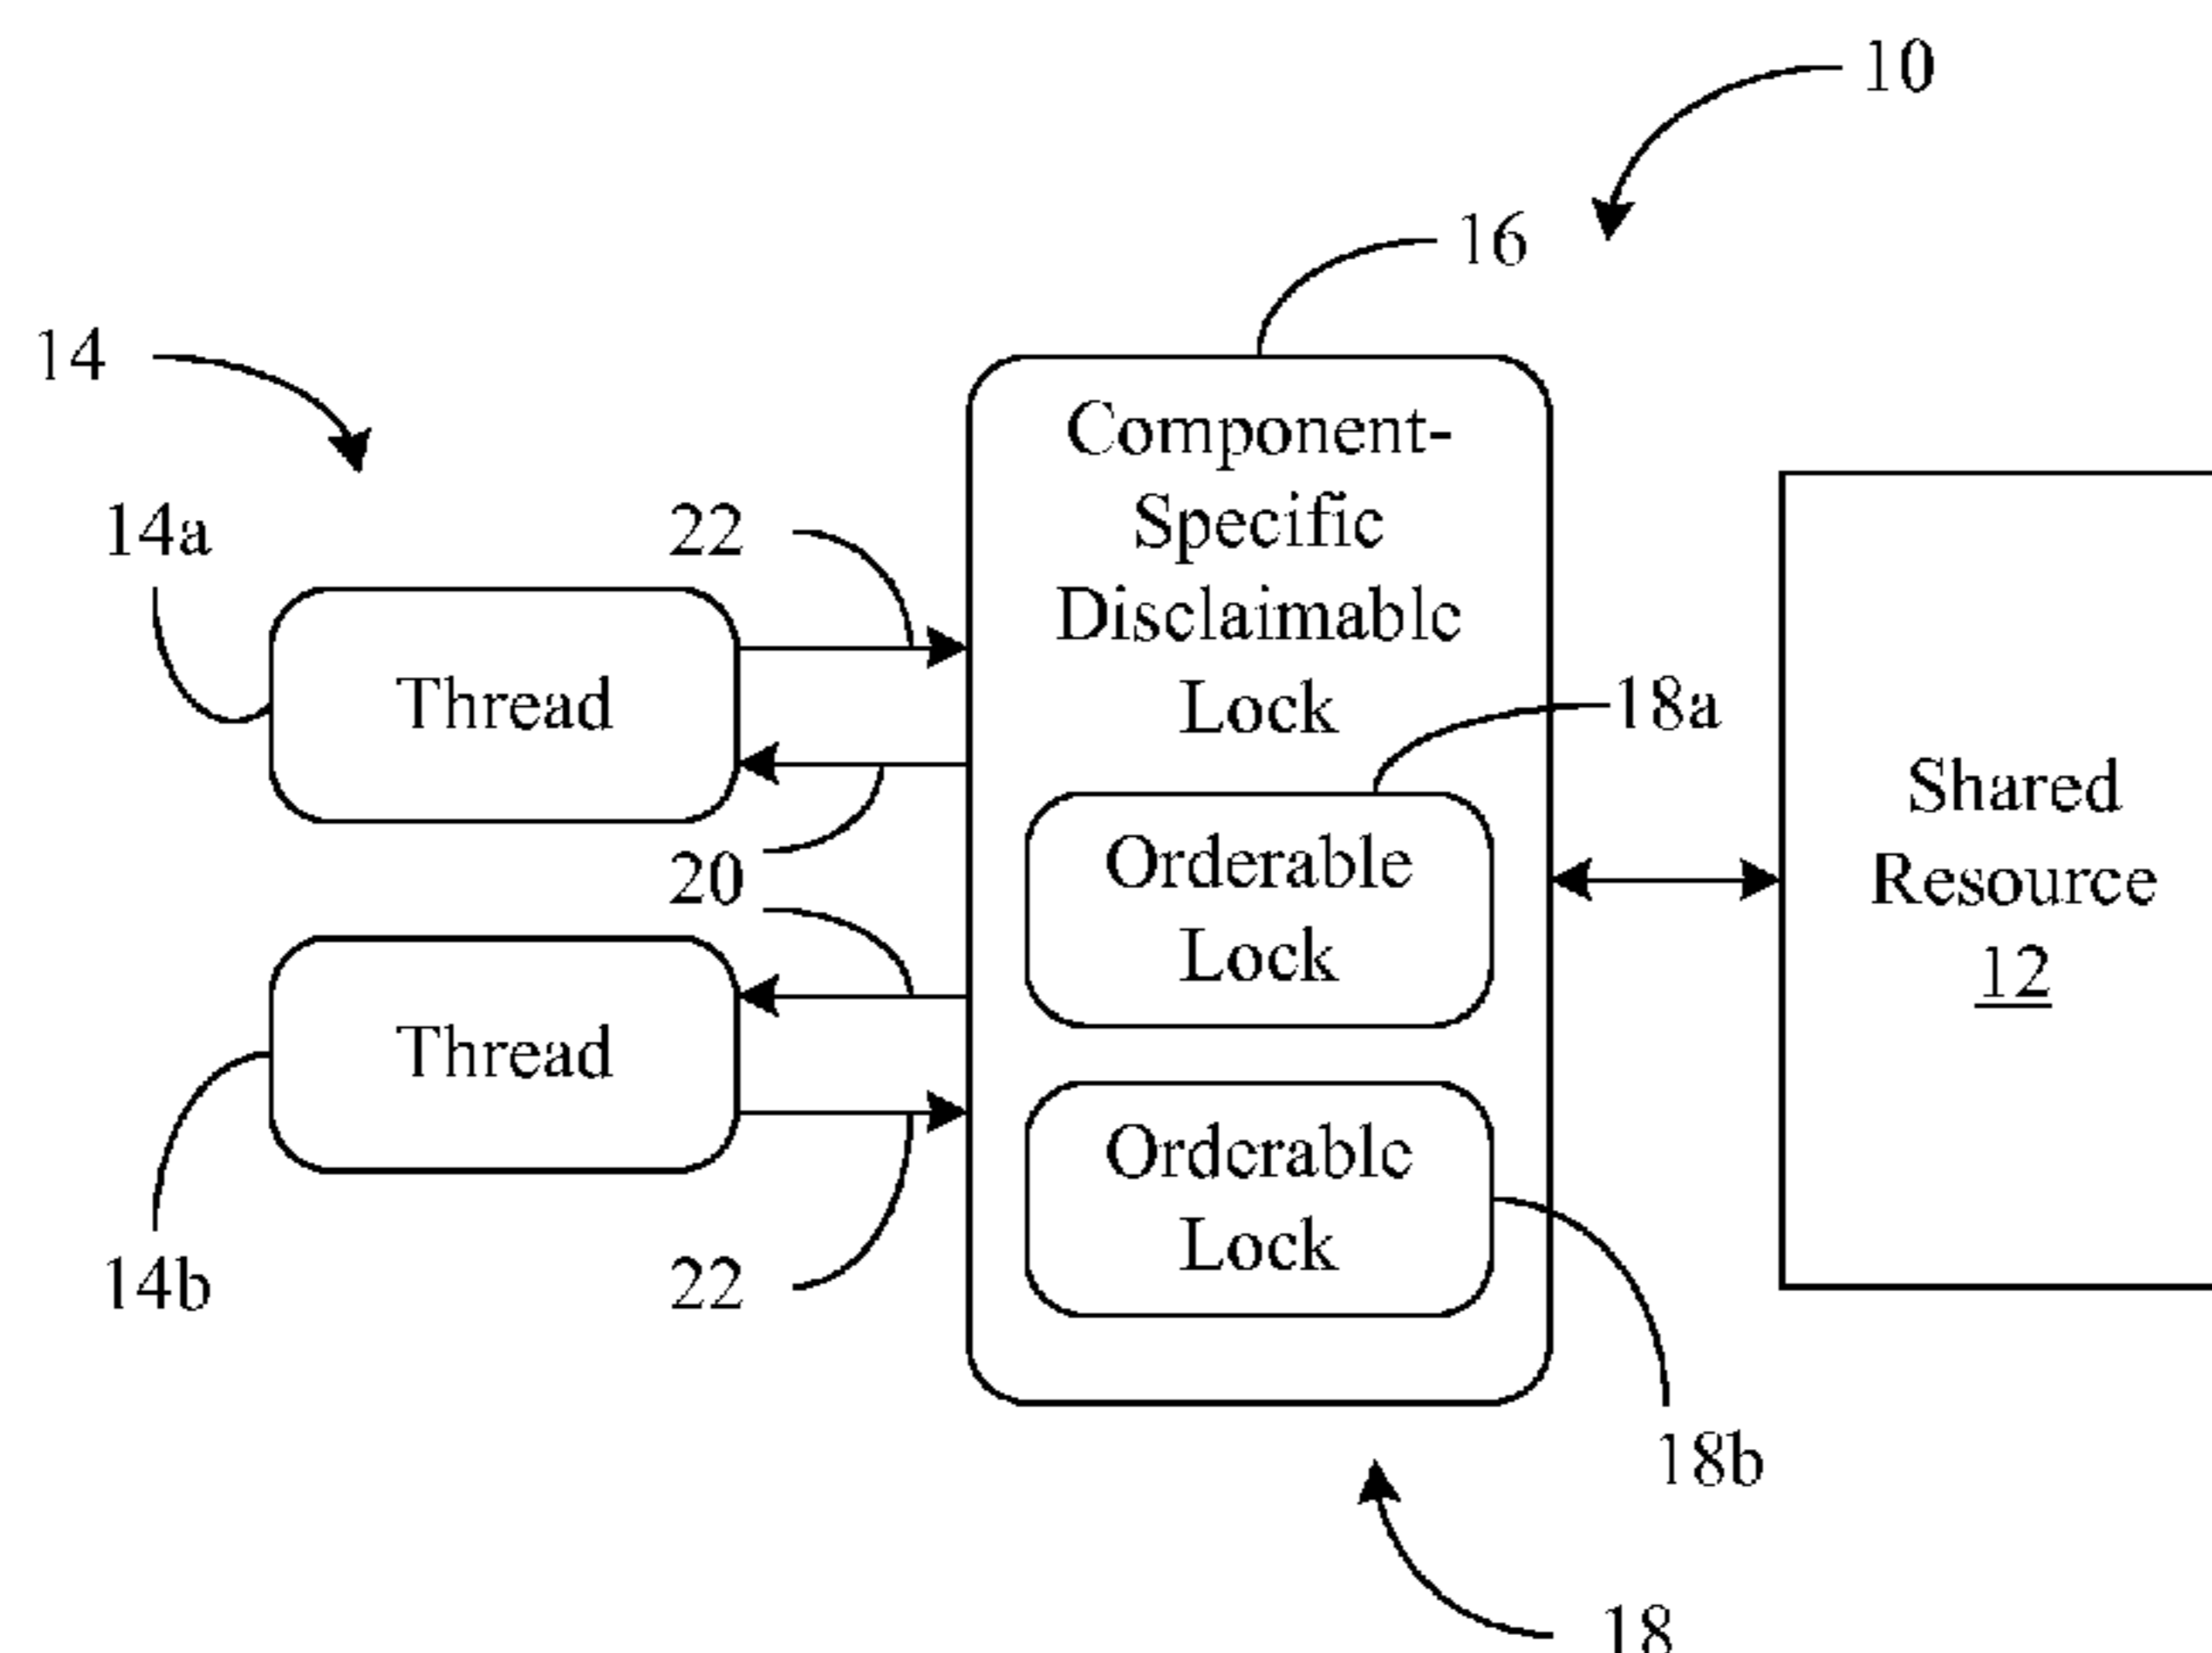 10
16
14
Component-
Specific
Disclaimable
Lock
14a
22
Thread
18a
Shared
Resource
12
Orderable
Lock
20
Thread
Orderable
Lock
14b
22
18b
18